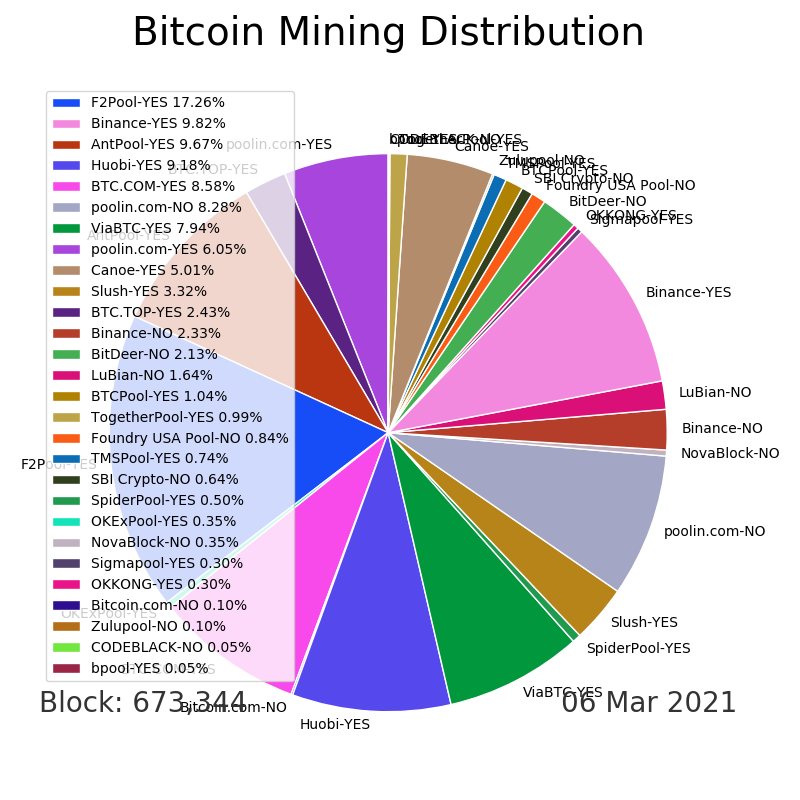 Bitcoin Mining Distribution
F2Pool-YES 17.26%
Binance-YES 9.82%
AntPool-YES 9.67%
Huobi-YES 9.18%
BTC.COM-YES 8.58%
poolin.com-NO 8.28%
ViaBTC-YES 7.94%
poolin.com-YES 6.05%
Canoe-YES 5.01%
Slush-YES 3.32%
BTC.TOP-YES 2.43%
Binance-NO 2.33%
BitDeer-NO 2.13%
LuBian-NO 1.64%
BTCPool-YES 1.04%
TogetherPool-YES 0.99%
Foundry USA Pool-NO 0.84%
TMSPool-YES 0.74%
SBI Crypto-NO 0.64%
SpiderPool-YES 0.50%
OKExPool-YES 0.35%
NovaBlock-NO 0.35%
Sigmapool-YES 0.30%
OKKONG-YES 0.30%
Bitcoin.com-NO 0.10%
Zulupool-NO 0.10%
CODEBLACK-NO 0.05%
bpool-YES 0.05%
poolin.com-YES
BTC.TOP-YES
AntPool-YES
F2Pool-YES
OKExPool-YES
BTC.COM-YES
Bitcoin.com-NO
Huobi-YES
ViaBTC-YES
SpiderPool-YES
Slush-YES
poolin.com-NO
NovaBlock-NO
Binance-NO
LuBian-NO
Binance-YES
Sigmapool-YES
OKKONG-YES
BitDeer-NO
Foundry USA Pool-NO
SBI Crypto-NO
BTCPool-YES
TMSPool-YES
Zulupool-NO
Canoe-YES
Block: 673,344
06 Mar 2021